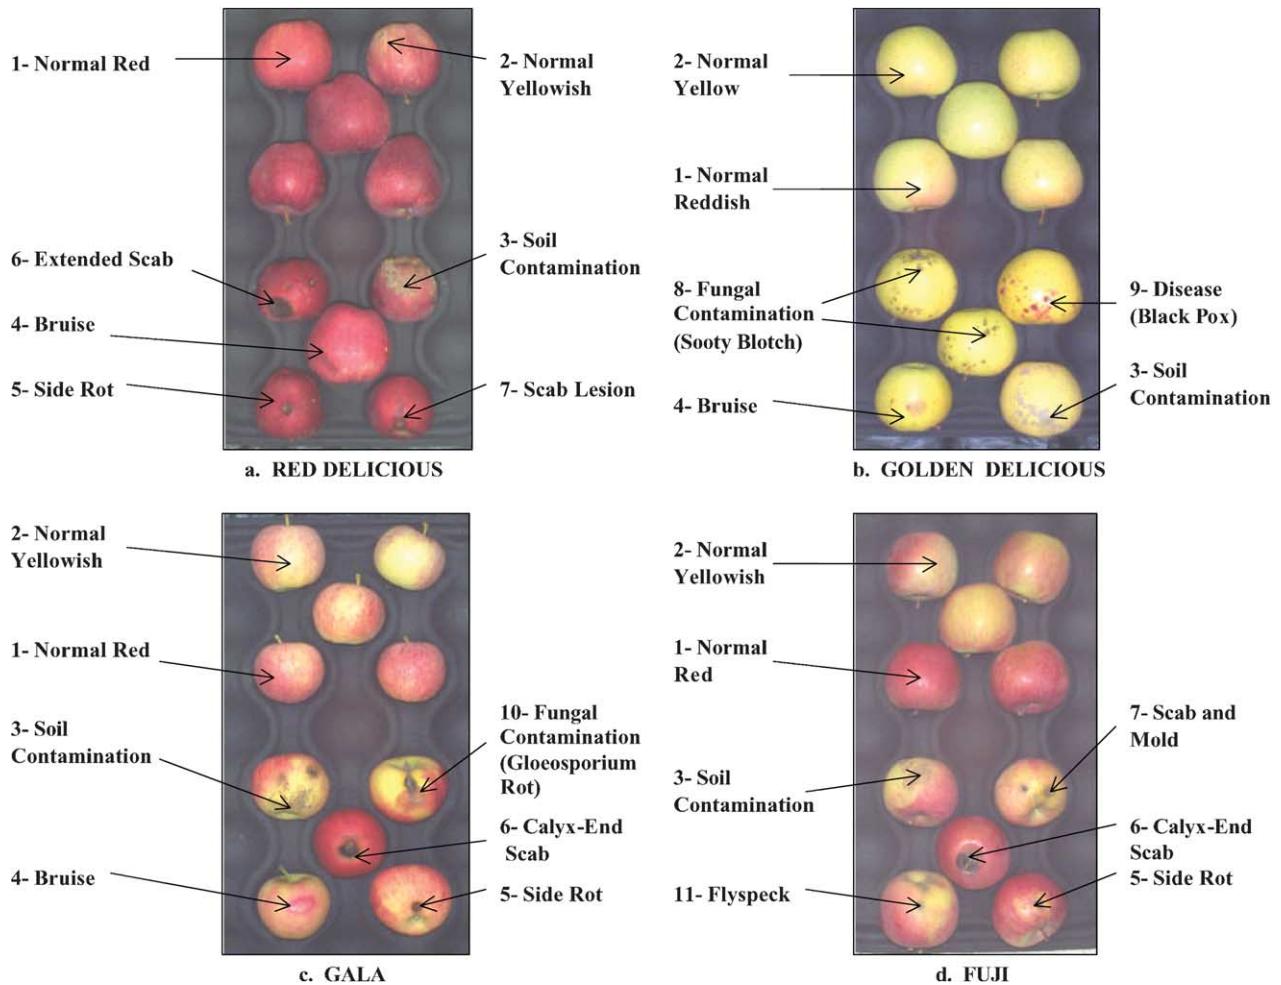 1- Normal Red
2- Normal
Yellowish
6- Extended Scab
3- Soil
Contamination
4- Bruise
5- Side Rot
7- Scab Lesion
a. RED DELICIOUS
2- Normal
Yellow
1- Normal
Reddish
8- Fungal
Contamination
(Sooty Blotch)
9- Disease
(Black Pox)
4- Bruise
3- Soil
Contamination
b. GOLDEN DELICIOUS
2- Normal
Yellowish
1- Normal Red
3- Soil
Contamination
10- Fungal
Contamination
(Gloeosporium
Rot)
6- Calyx-End
Scab
4- Bruise
5- Side Rot
c. GALA
2- Normal
Yellowish
1- Normal
Red
7- Scab and
Mold
3- Soil
Contamination
6- Calyx-End
Scab
11- Flyspeck
5- Side Rot
d. FUJI